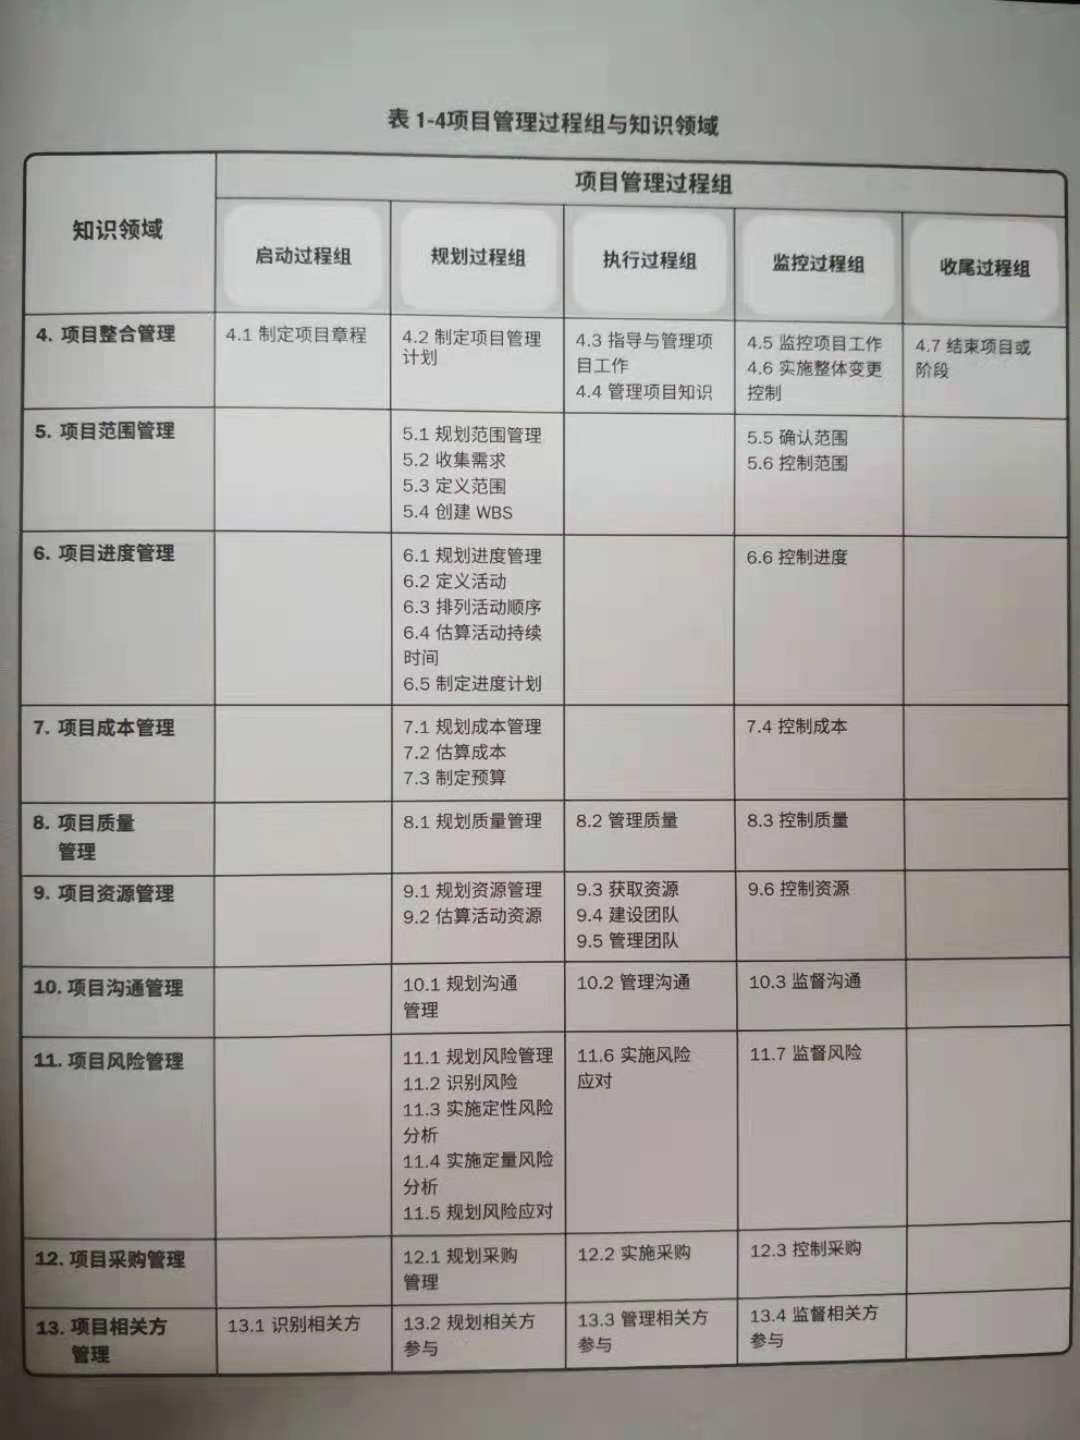 表 1-4项目管理过程组与知识领域
知识领域
项目管理过程组
启动过程组
规划过程组
执行过程组
监控过程组
收尾过程组
4. 项目整合管理
4.1 制定项目章程
4.2 制定项目管理
计划
4.3 指导与管理项
目工作
4.4 管理项目知识
4.5 监控项目工作
4.6 实施整体变更
控制
4.7 结束项目或
阶段
5. 项目范围管理
5.1 规划范围管理
5.2 收集需求
5.3 定义范围
5.4 创建 WBS
5.5 确认范围
5.6 控制范围
6. 项目进度管理
6.1 规划进度管理
6.2 定义活动
6.3 排列活动顺序
6.4 估算活动持续
时间
6.5 制定进度计划
6.6 控制进度
7. 项目成本管理
7.1 规划成本管理
7.2 估算成本
7.3 制定预算
7.4 控制成本
8. 项目质量
管理
8.1 规划质量管理
8.2 管理质量
8.3 控制质量
9. 项目资源管理
9.1 规划资源管理
9.2 估算活动资源
9.3 获取资源
9.4 建设团队
9.5 管理团队
9.6 控制资源
10. 项目沟通管理
10.1 规划沟通
管理
10.2 管理沟通
10.3 监督沟通
11. 项目风险管理
11.1 规划风险管理
11.2 识别风险
11.3 实施定性风险
分析
11.4 实施定量风险
分析
11.5 规划风险应对
11.6 实施风险
应对
11.7 监督风险
12. 项目采购管理
12.1 规划采购
管理
12.2 实施采购
12.3 控制采购
13. 项目相关方
管理
13.1 识别相关方
13.2 规划相关方
参与
13.3 管理相关方
参与
13.4 监督相关方
参与